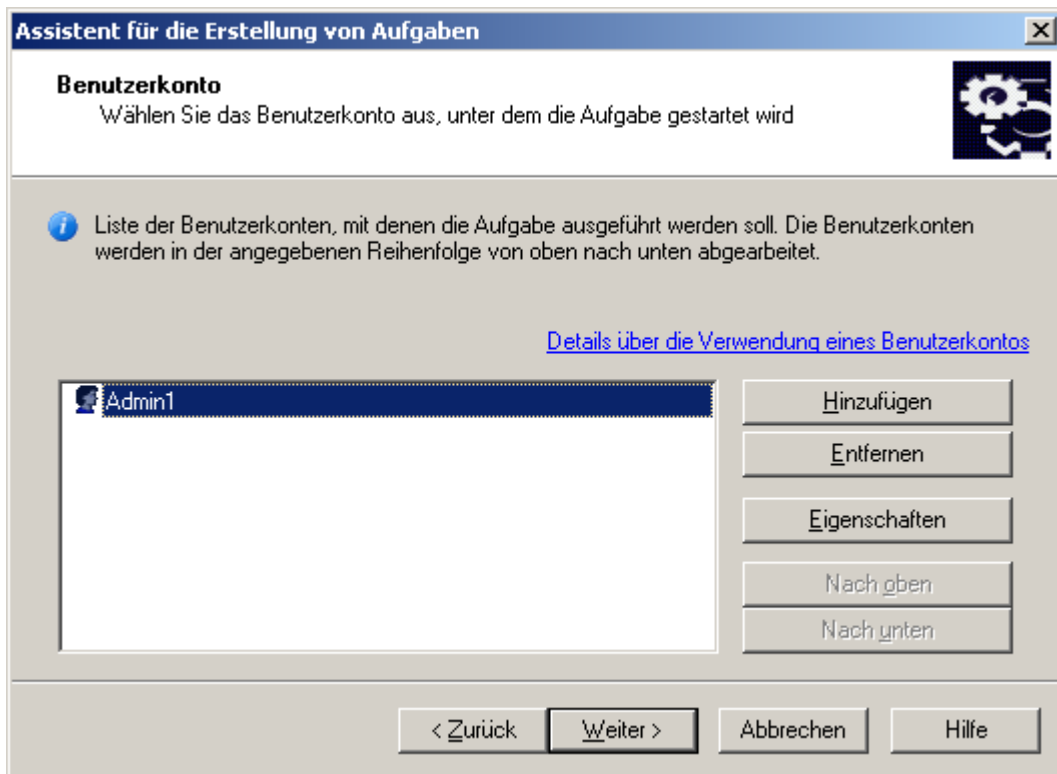 Assistent für die Erstellung von Aufgaben
Benutzerkonto
Wählen Sie das Benutzerkonto aus, unter dem die Aufgabe gestartet wird
Liste der Benutzerkonten, mit denen die Aufgabe ausgeführt werden soll. Die Benutzerkonten
werden in der angegebenen Reihenfolge von oben nach unten abgearbeitet.
Details über die Verwendung eines Benutzerkontos
Admin1
Hinzufügen
Entfernen
Eigenschaften
Nach oben
Nach unten
< Zurück
Weiter >
Abbrechen
Hilfe